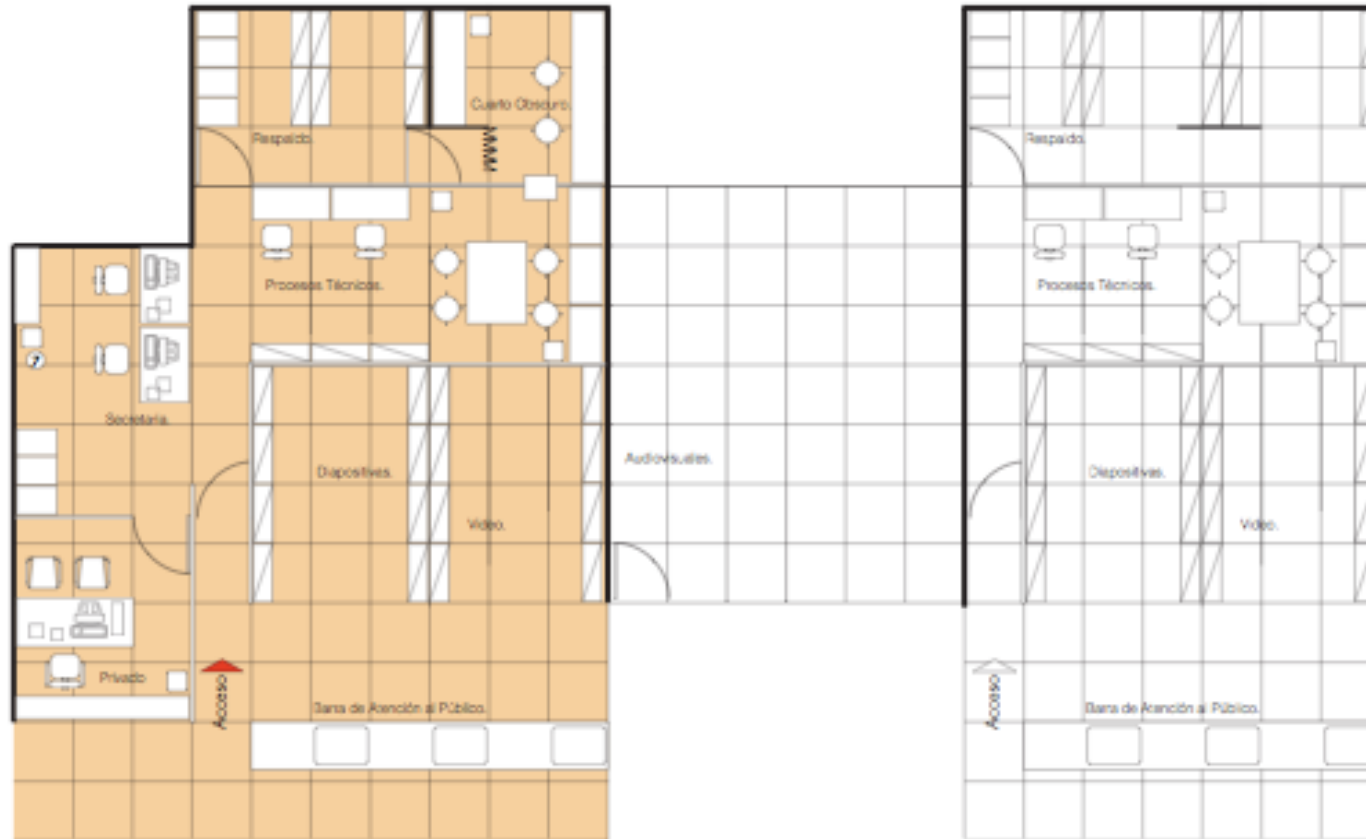 Cuarto Obscuro.
Respaldo.
Respaldo.
Procesos Técnicos.
Procesos Técnicos.
Secretaria.
Audiovisuales.
Diapositivas.
Diapositivas.
Video.
Video.
Privado
Acceso
Acceso
Barra de Atención al Público.
Barra de Atención al Público.